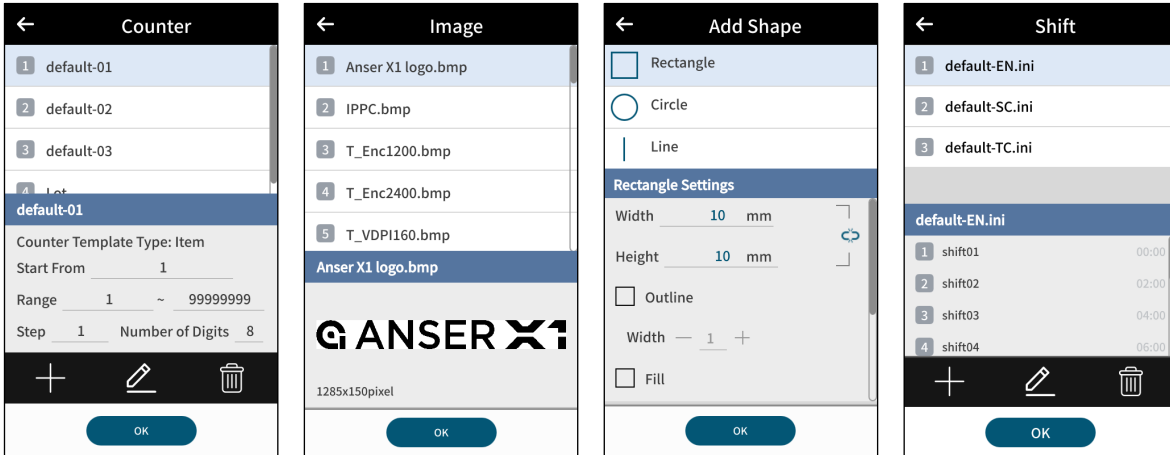 Counter
1 default-01
2 default-02
3 default-03
4 Lot
default-01
Counter Template Type: Item
Start From 1
Range 1 ~ 99999999
Step 1 Number of Digits 8
OK
Image
1 Anser X1 logo.bmp
2 IPPC.bmp
3 T_Enc1200.bmp
4 T_Enc2400.bmp
5 T_VDPI160.bmp
Anser X1 logo.bmp
ANSER X1
1285x150pixel
OK
Add Shape
Rectangle
Circle
Line
Rectangle Settings
Width 10 mm
Height 10 mm
Outline
Width — 1 +
Fill
OK
Shift
1 default-EN.ini
2 default-SC.ini
3 default-TC.ini
default-EN.ini
1 shift01 00:00
2 shift02 02:00
3 shift03 04:00
4 shift04 06:00
OK